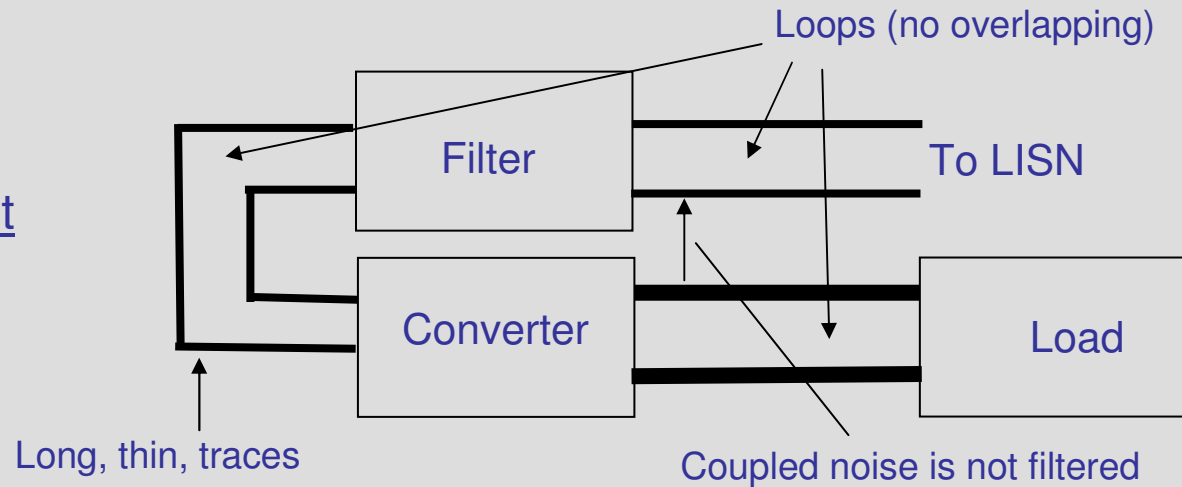 Loops (no overlapping)
Filter
To LISN
t
Converter
Load
Long, thin, traces
Coupled noise is not filtered